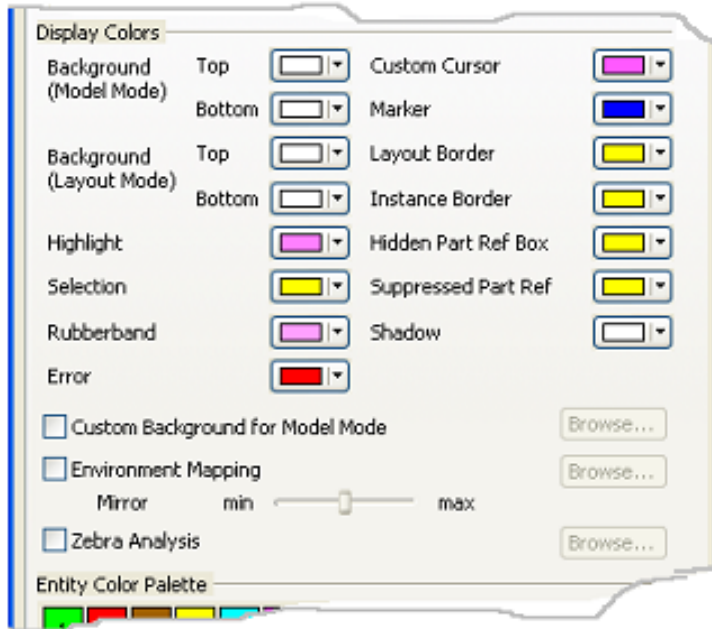 Display Colors
Background Top Custom Cursor
(Model Mode)
Bottom Marker
Background Top Layout Border
(Layout Mode)
Bottom Instance Border
Highlight Hidden Part Ref Box
Selection Suppressed Part Ref
Rubberband Shadow
Error
Custom Background for Model Mode Browse...
Environment Mapping Browse...
Mirror min max
Zebra Analysis Browse...
Entity Color Palette